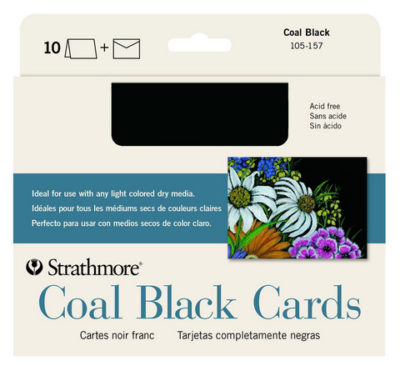 10 +
Coal Black
105-157
Acid free
Sans acide
Sin ácido
Ideal for use with any light colored dry media.
Idéales pour tous les médiums secs de couleurs claires
Perfecto para usar con medios secos de color claro.
Strathmore®
Coal Black Cards
Cartes noir franc Tarjetas completamente negras